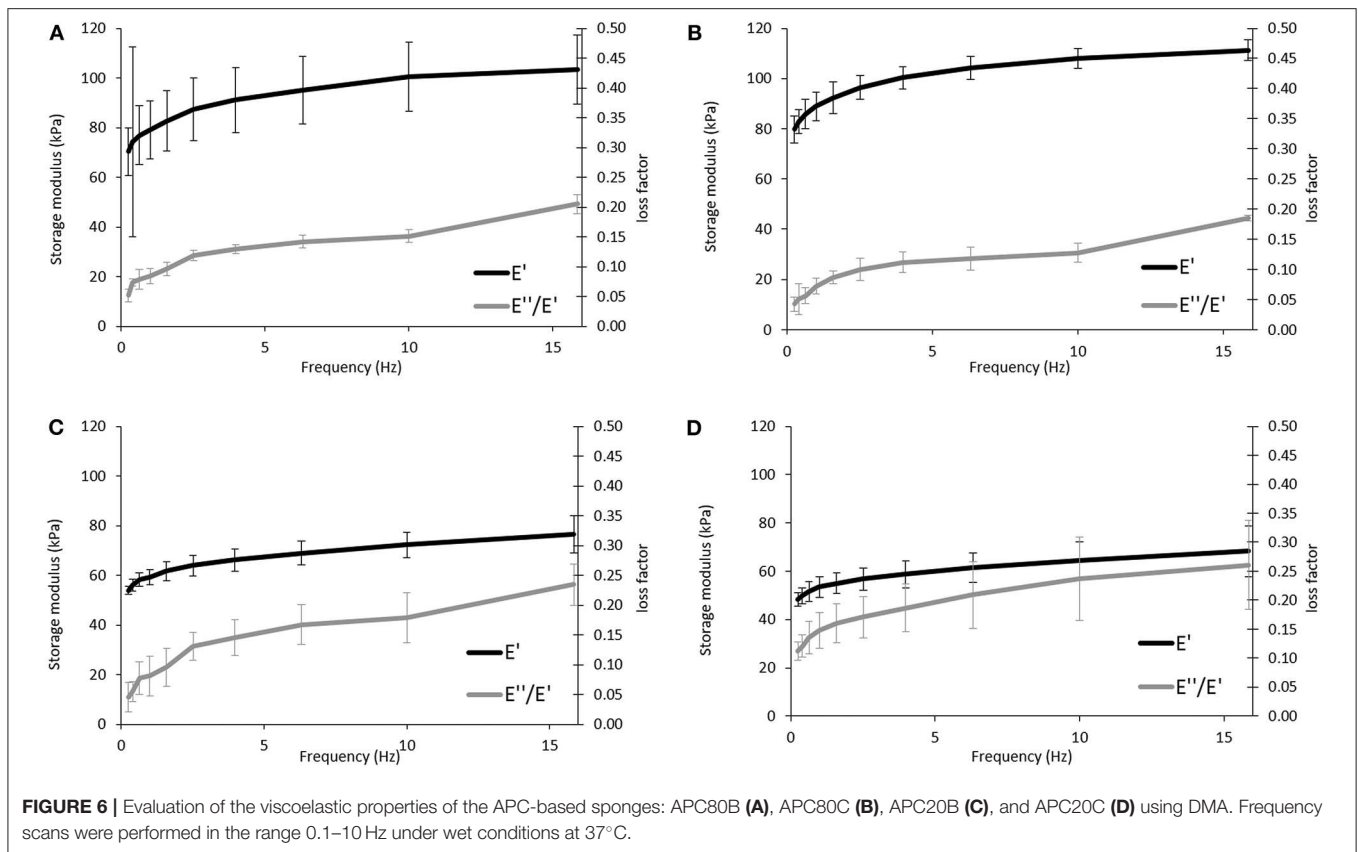 A
120
100
80
60
40
20
0
Storage modulus (kPa)
0.50
0.45
0.40
0.35
0.30
0.25
0.20
0.15
0.10
0.05
0.00
loss factor
E'
E''/E'
0 5 10 15
Frequency (Hz)
B
120
100
80
60
40
20
0
Storage modulus (kPa)
0.50
0.45
0.40
0.35
0.30
0.25
0.20
0.15
0.10
0.05
0.00
loss factor
E'
E''/E'
0 5 10 15
Frequency (Hz)
C
120
100
80
60
40
20
0
Storage modulus (kPa)
0.50
0.45
0.40
0.35
0.30
0.25
0.20
0.15
0.10
0.05
0.00
loss factor
E'
E''/E'
0 5 10 15
Frequency (Hz)
D
120
100
80
60
40
20
0
Storage modulus (kPa)
0.50
0.45
0.40
0.35
0.30
0.25
0.20
0.15
0.10
0.05
0.00
loss factor
E'
E''/E'
0 5 10 15
Frequency (Hz)
FIGURE 6 | Evaluation of the viscoelastic properties of the APC-based sponges: APC80B (A), APC80C (B), APC20B (C), and APC20C (D) using DMA. Frequency
scans were performed in the range 0.1–10 Hz under wet conditions at 37°C.